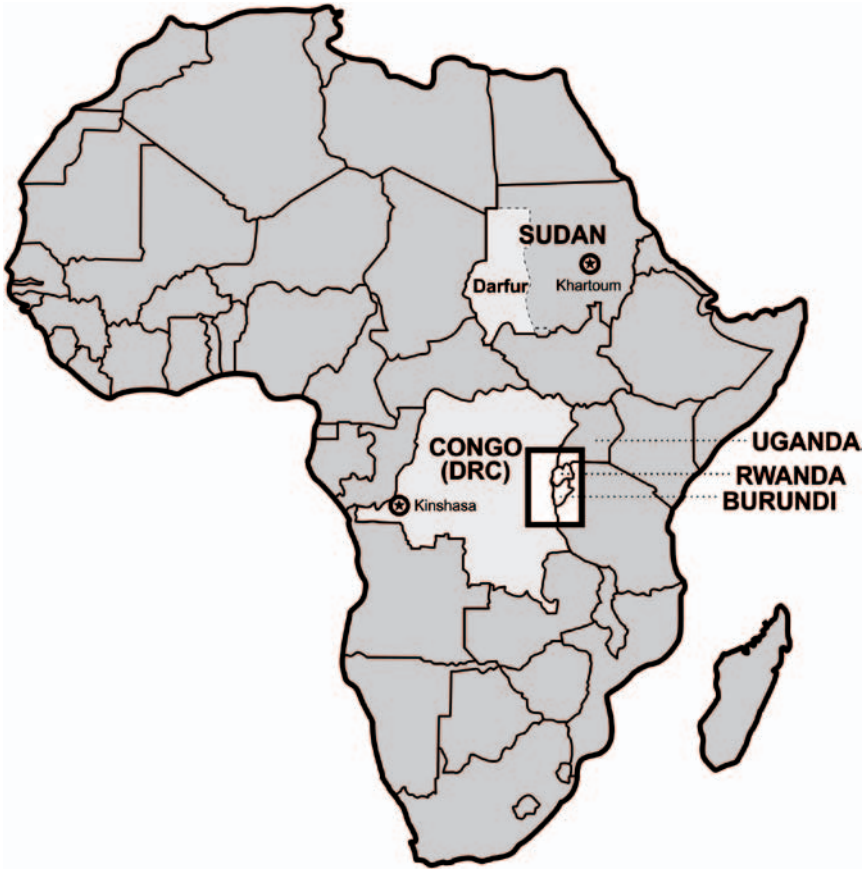 SUDAN
Darfur
Khartoum
CONGO
(DRC)
UGANDA
RWANDA
BURUNDI
Kinshasa